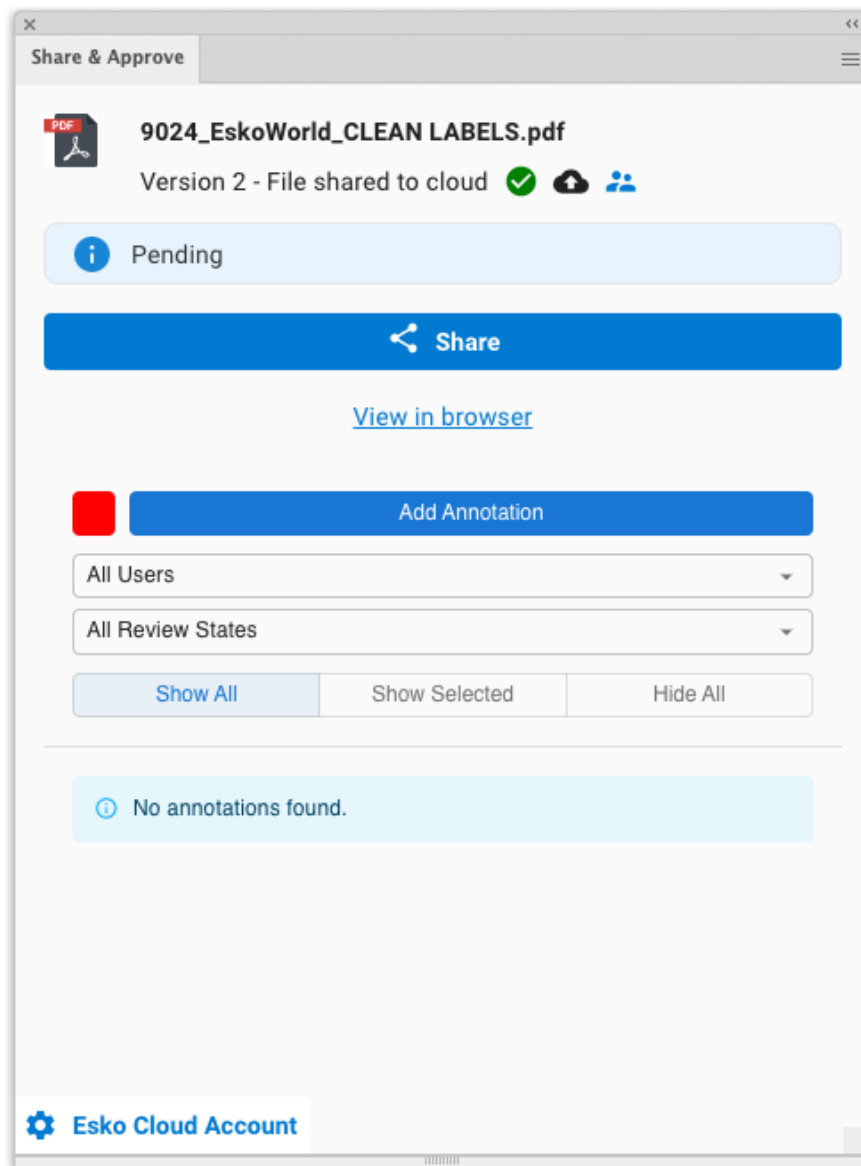 Share & Approve
PDF
9024_EskoWorld_CLEAN LABELS.pdf
Version 2 - File shared to cloud
Pending
Share
View in browser
Add Annotation
All Users
All Review States
Show All Show Selected Hide All
No annotations found.
Esko Cloud Account